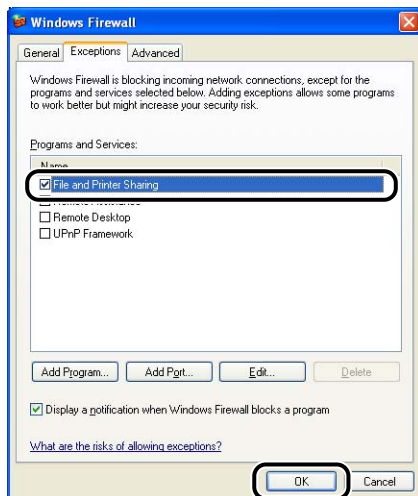 Windows Firewall
General Exceptions Advanced
Windows Firewall is blocking incoming network connections, except for the
programs and services selected below. Adding exceptions allows some programs
to work better but might increase your security risk.
Programs and Services:
Name
File and Printer Sharing
Remote Assistance
Remote Desktop
UPnP Framework
Add Program... Add Port... Edit... Delete
Display a notification when Windows Firewall blocks a program
What are the risks of allowing exceptions?
OK Cancel